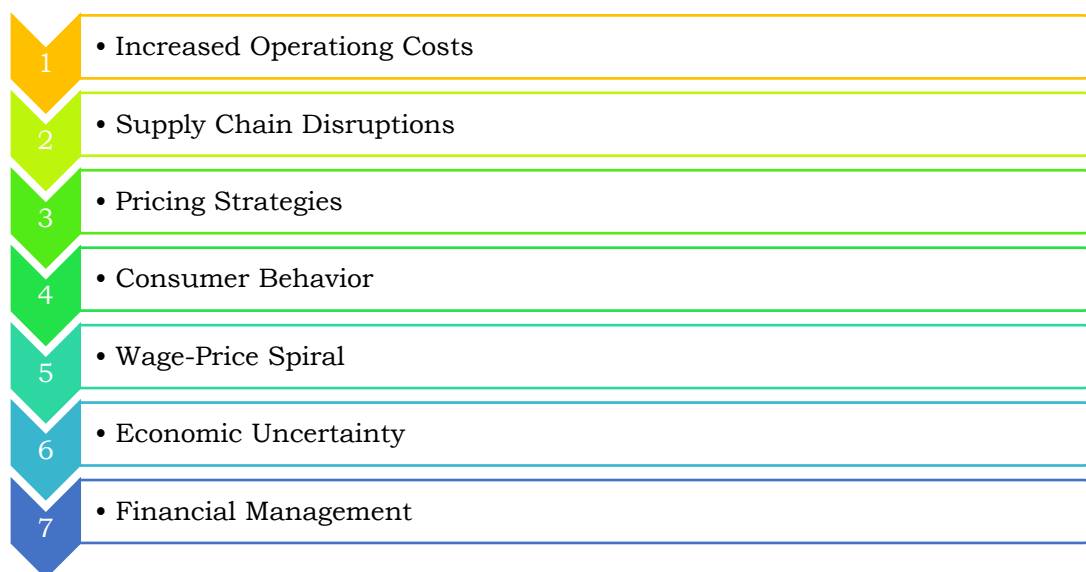 1 • Increased Operationg Costs
2 • Supply Chain Disruptions
3 • Pricing Strategies
4 • Consumer Behavior
5 • Wage-Price Spiral
6 • Economic Uncertainty
7 • Financial Management